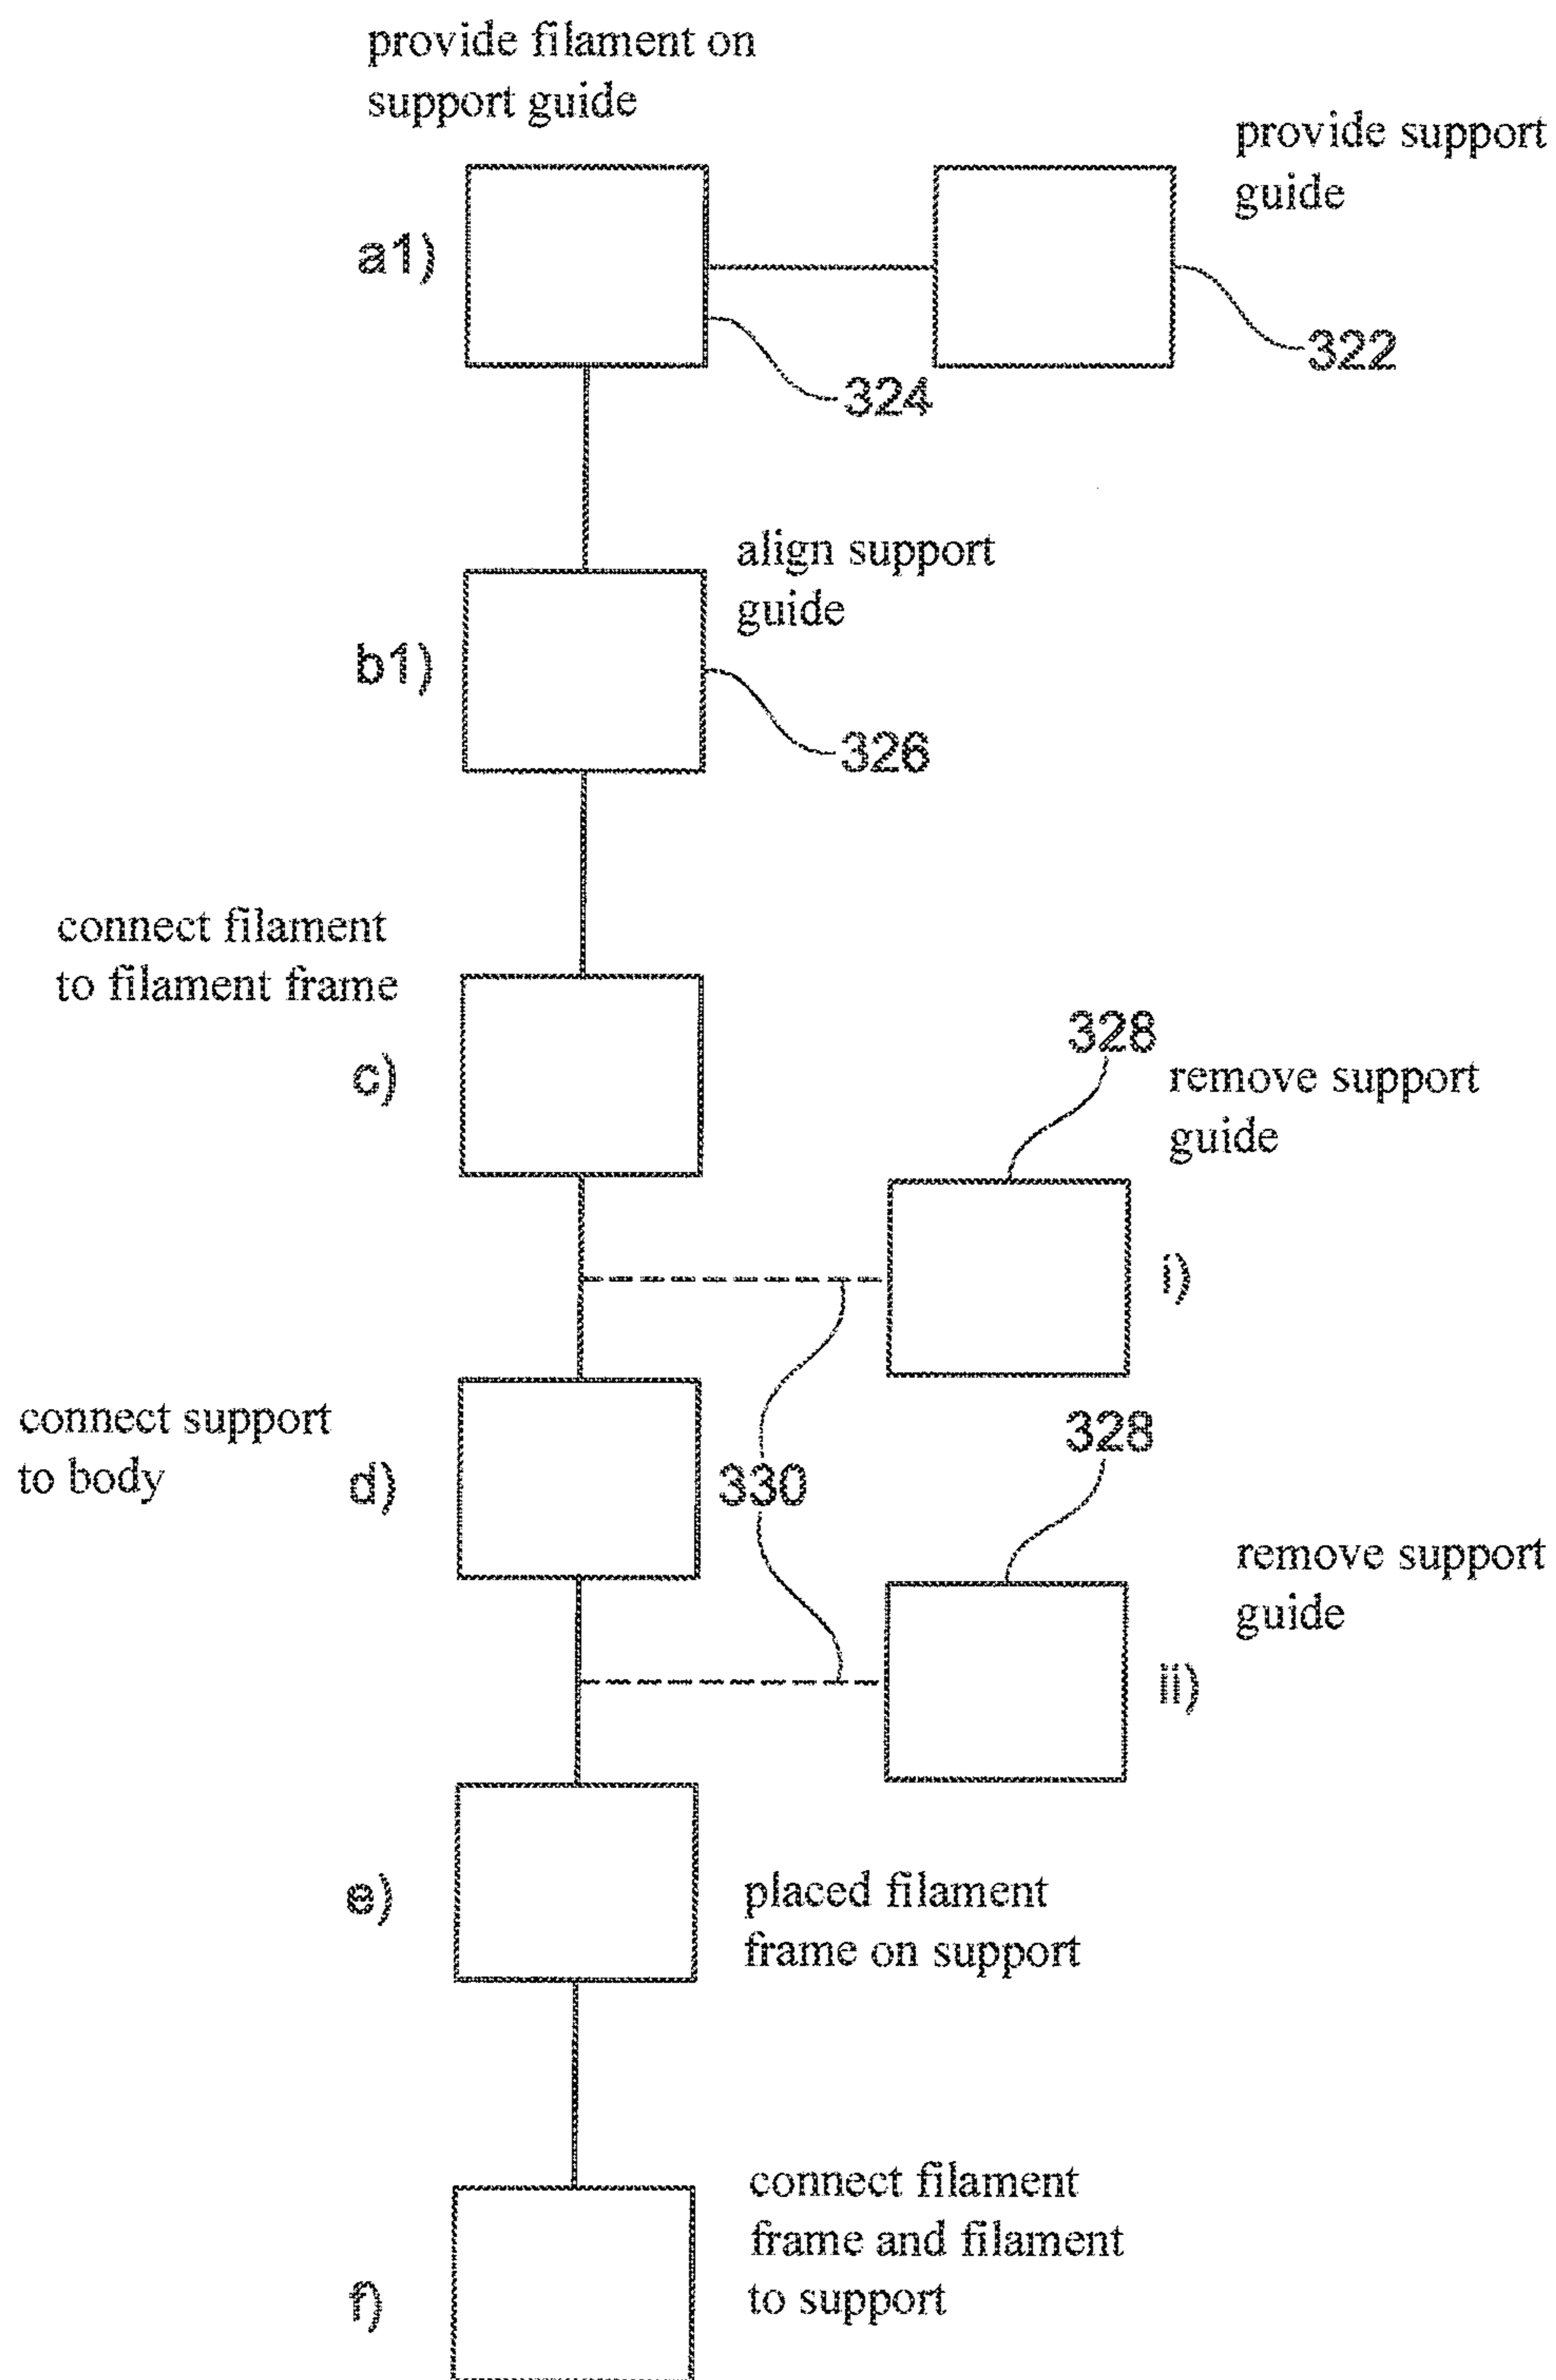 provide filament on
support guide
provide support
guide
a1)
322
324
align support
guide
b1)
326
connect filament
to filament frame
c)
328
remove support
guide
i)
connect support
to body
d)
330
328
remove support
guide
ii)
e)
placed filament
frame on support
connect filament
frame and filament
to support
f)